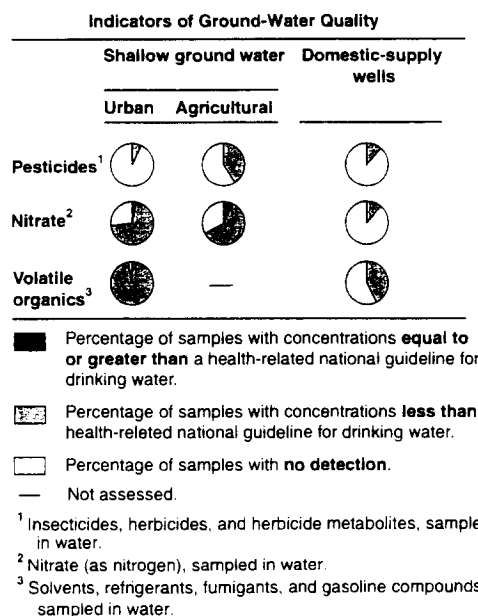 Indicators of Ground-Water Quality
Shallow ground water
Domestic-supply wells
Urban
Agricultural
Pesticides1
Nitrate2
Volatile organics3
—
Percentage of samples with concentrations equal to
or greater than a health-related national guideline for
drinking water.
Percentage of samples with concentrations less than
health-releted national guideline for drinking water.
Percentage of samples with no detection.
— Not assessed.
1 Insecticides, herbicides, and herbicide metabolites, sample
in water.
2 Nitrate (as nitrogen), sampled in water.
3 Solvents, refrigerants, fumigants, and gasoline compounds
sampled in water.